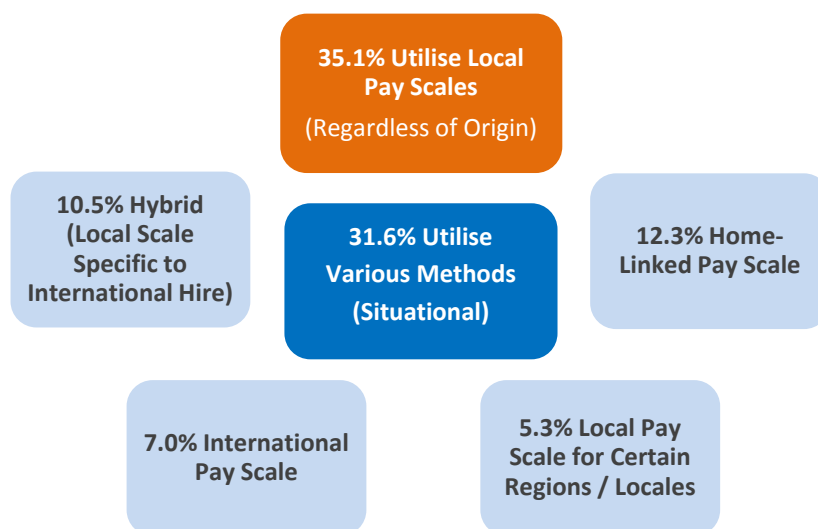 35.1% Utilise Local
Pay Scales
(Regardless of Origin)
10.5% Hybrid
(Local Scale
Specific to
International Hire)
31.6% Utilise
Various Methods
(Situational)
12.3% Home-
Linked Pay Scale
7.0% International
Pay Scale
5.3% Local Pay
Scale for Certain
Regions / Locales